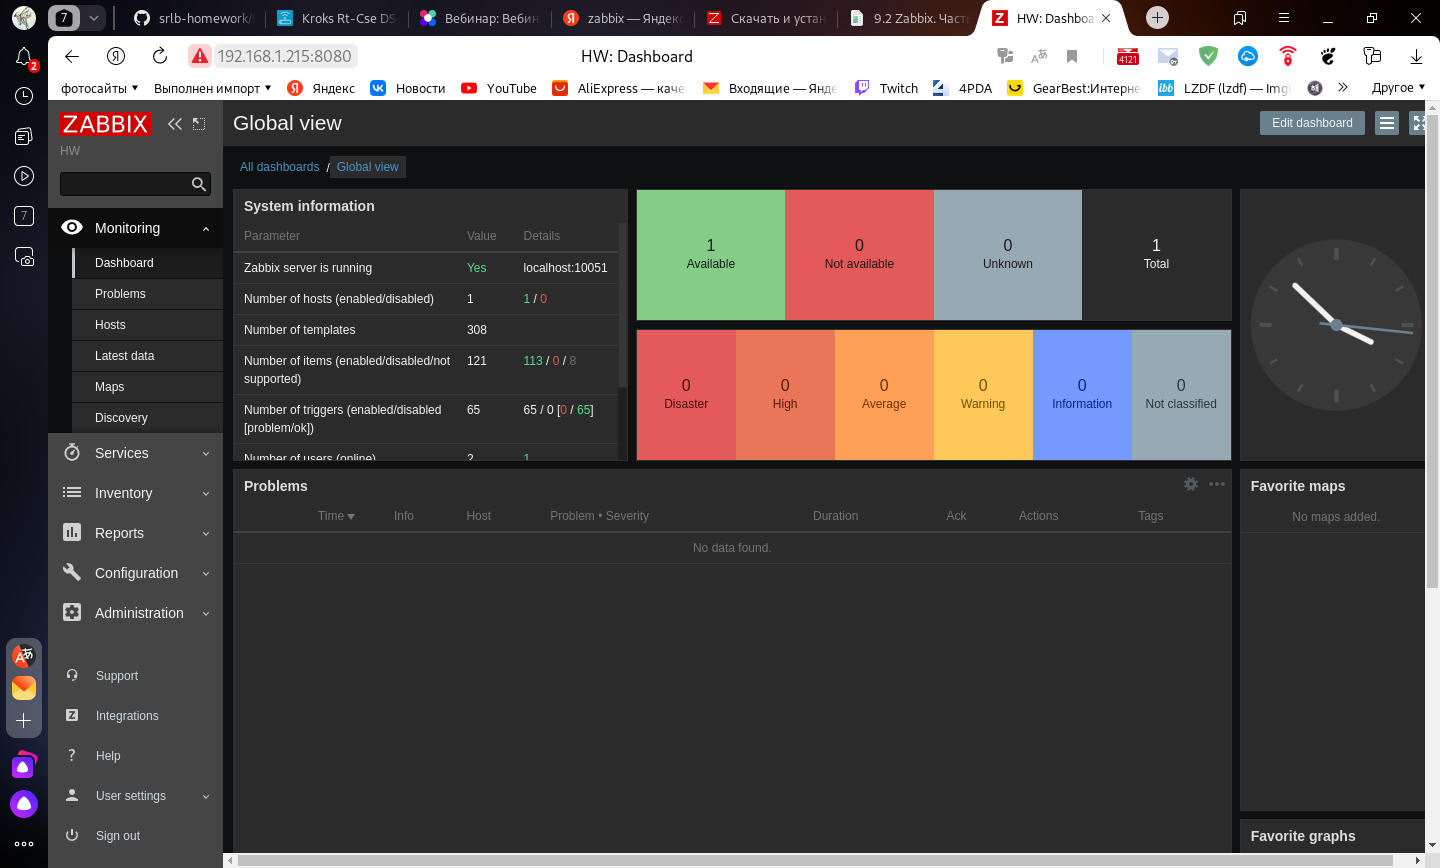 7
srlb-homework/
Kroks Rt-Cse DS
Вебинар: Вебин
zabbix — Яндекс
Скачать и устан
9.2 Zabbix. Часть
HW: Dashboa
2
192.168.1.215:8080
HW: Dashboard
4121
фотосайты
Выполнен импорт
Яндекс
Новости
YouTube
AliExpress — каче
Входящие — Янде
Twitch
4PDA
GearBest:Интерне
ibb
LZDF (lzdf) — Imgl
Другое
7
ZABBIX
HW
Monitoring
Dashboard
Problems
Hosts
Latest data
Maps
Discovery
Services
Inventory
Reports
Configuration
Administration
Support
Integrations
Help
User settings
Sign out
Global view
Edit dashboard
All dashboards / Global view
System information
Parameter Value Details
Zabbix server is running Yes localhost:10051
Number of hosts (enabled/disabled) 1 1 / 0
Number of templates 308
Number of items (enabled/disabled/not supported) 121 113 / 0 / 8
Number of triggers (enabled/disabled [problem/ok]) 65 65 / 0 [0 / 65]
Number of users (online) 2 1
1
Available
0
Not available
0
Unknown
1
Total
0
Disaster
0
High
0
Average
0
Warning
0
Information
0
Not classified
Problems
Time Info Host Problem • Severity Duration Ack Actions Tags
No data found.
Favorite maps
No maps added.
Favorite graphs